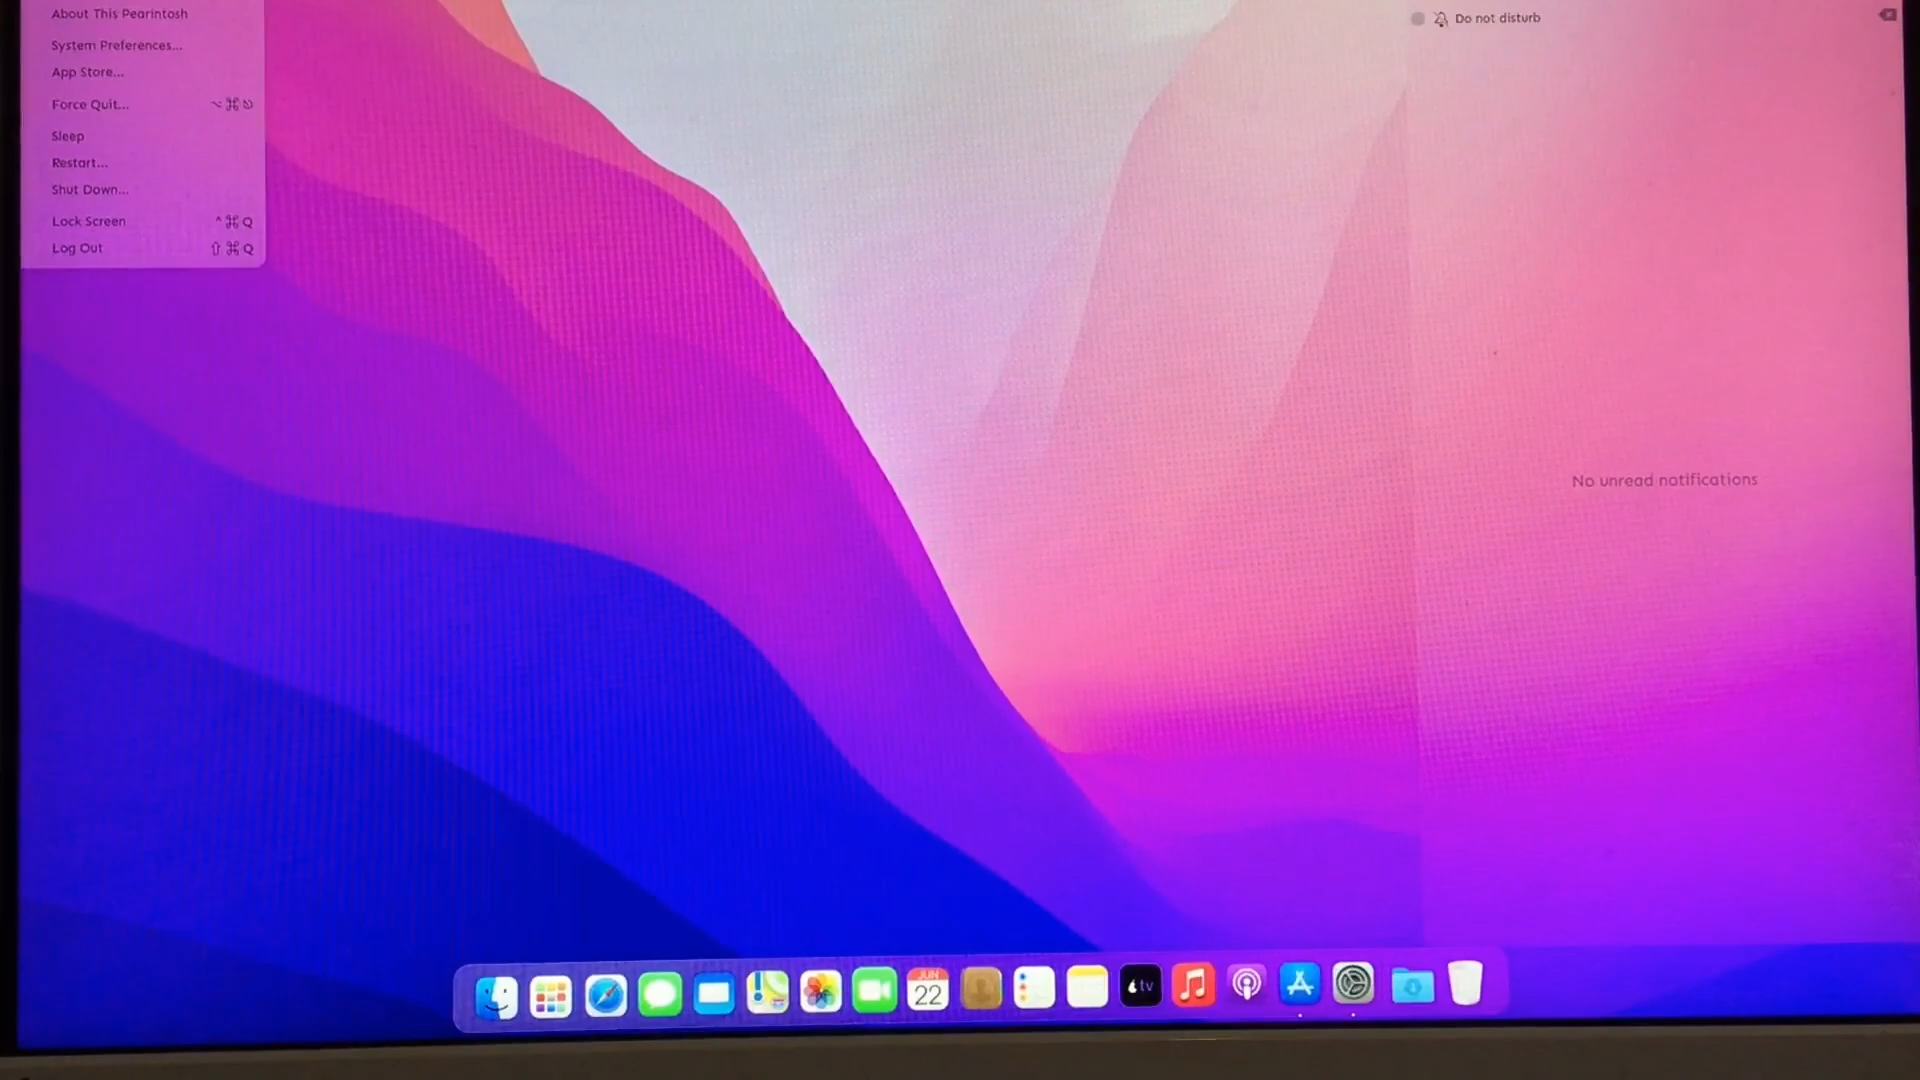 About This Pearintosh
System Preferences...
App Store...
Force Quit... ⌥⌘⎋
Sleep
Restart...
Shut Down...
Lock Screen ^⌘Q
Log Out ⇧⌘Q
Do not disturb
No unread notifications
JUN
22
tv